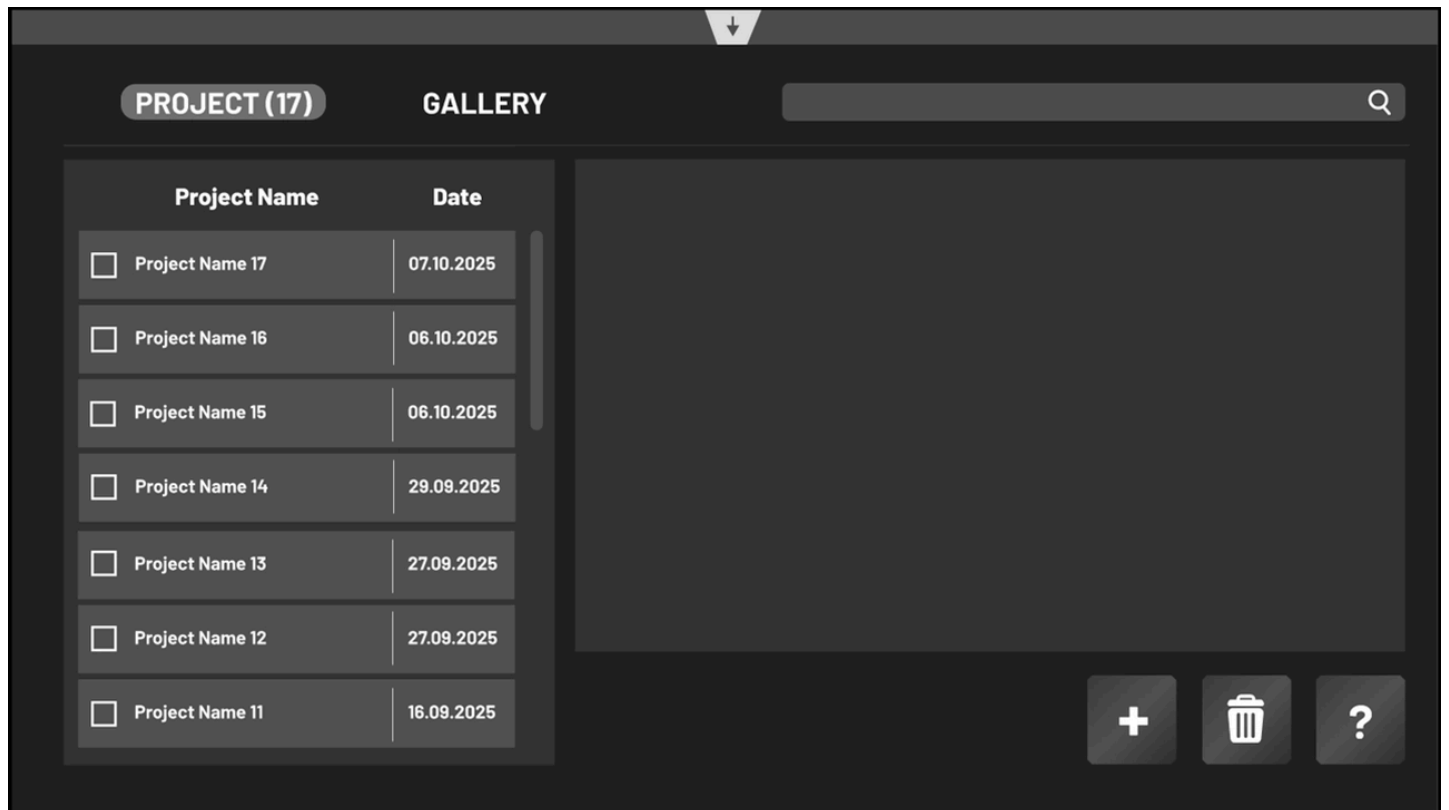 PROJECT (17) GALLERY
Project Name Date
Project Name 17 07.10.2025
Project Name 16 06.10.2025
Project Name 15 06.10.2025
Project Name 14 29.09.2025
Project Name 13 27.09.2025
Project Name 12 27.09.2025
Project Name 11 16.09.2025
+ ?